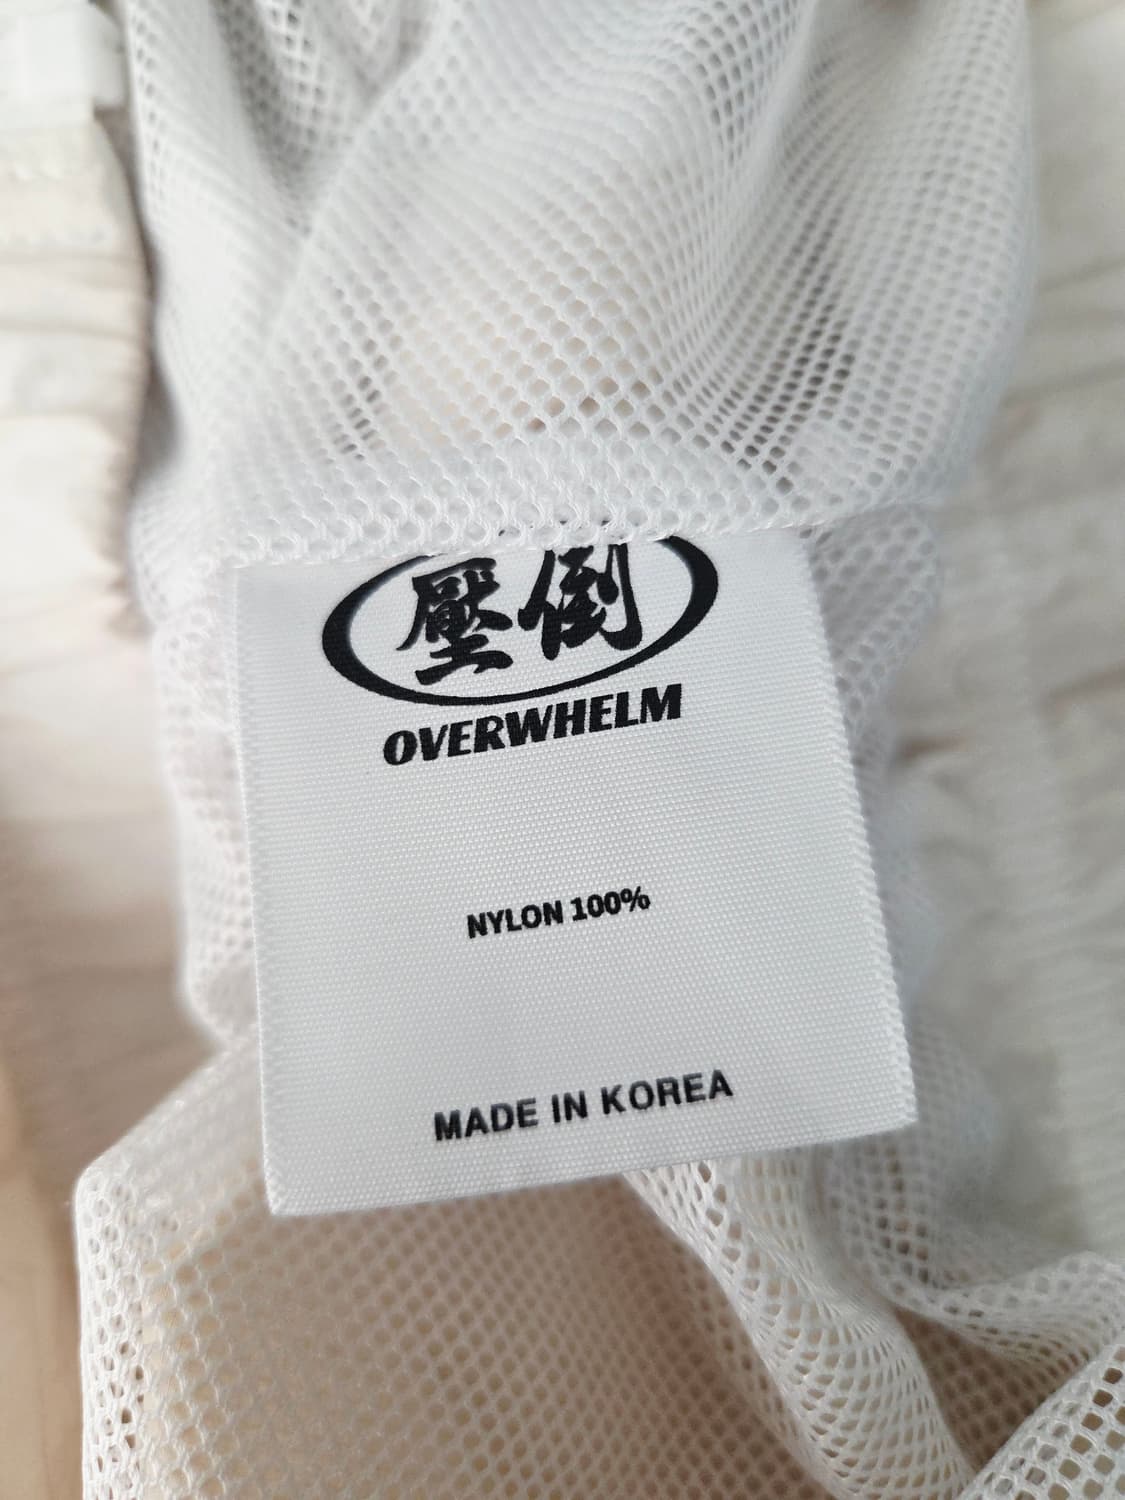 壓倒
OVERWHELM
NYLON 100%
MADE IN KOREA